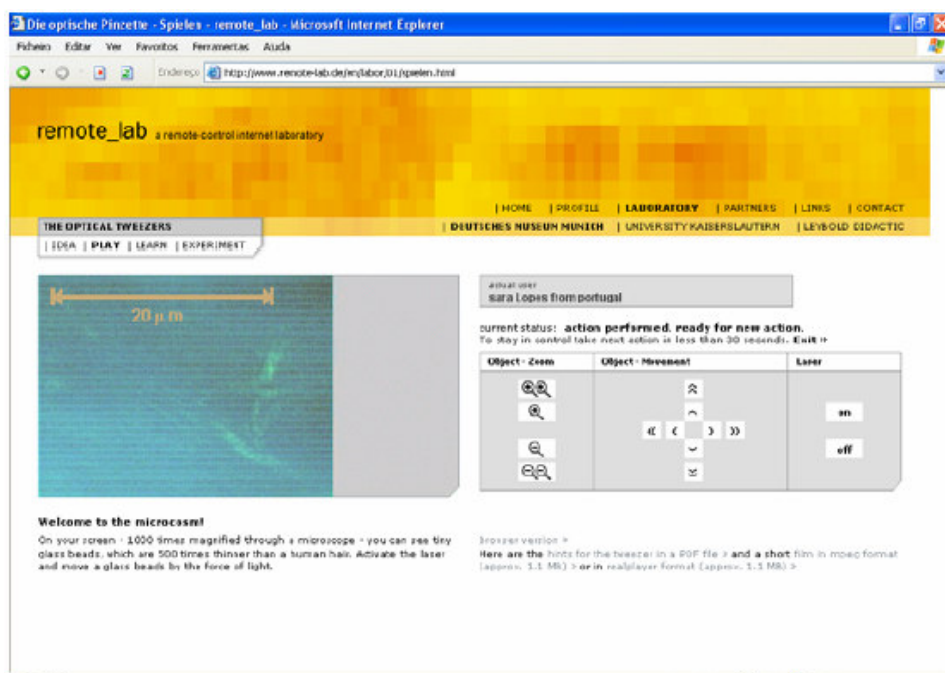 Die optische Pinzette - Spielen - remote_lab - Microsoft Internet Explorer
Ficheiro Editar Ver Favoritos Ferramentas Ajuda
Endereço http://www.remote-lab.de/en/labor/01/spielen.html
remote_lab a remote-control internet laboratory
| HOME | PROFILE | LABORATORY | PARTNERS | LINKS | CONTACT
THE OPTICAL TWEEZERS
| DEUTSCHES MUSEUM MUNICH | UNIVERSITY KAISERSLAUTERN | LEYBOLD DIDACTIC
| IDEA | PLAY | LEARN | EXPERIMENT
20 μm
actual user
sara Lopes from portugal
current status: action performed. ready for new action.
To stay in control take next action in less than 30 seconds. Exit »
Object - Zoom Object - Movement Laser
on
off
Welcome to the microcosm!
On your screen - 1000 times magnified through a microscope - you can see tiny
glass beads, which are 500 times thinner than a human hair. Activate the laser
and move a glass beads by the force of light.
browser version >
Here are the hints for the tweezer in a PDF file > and a short film in mpeg format
(approx. 1.1 MB) > or in realplayer format (approx. 1.1 MB) >